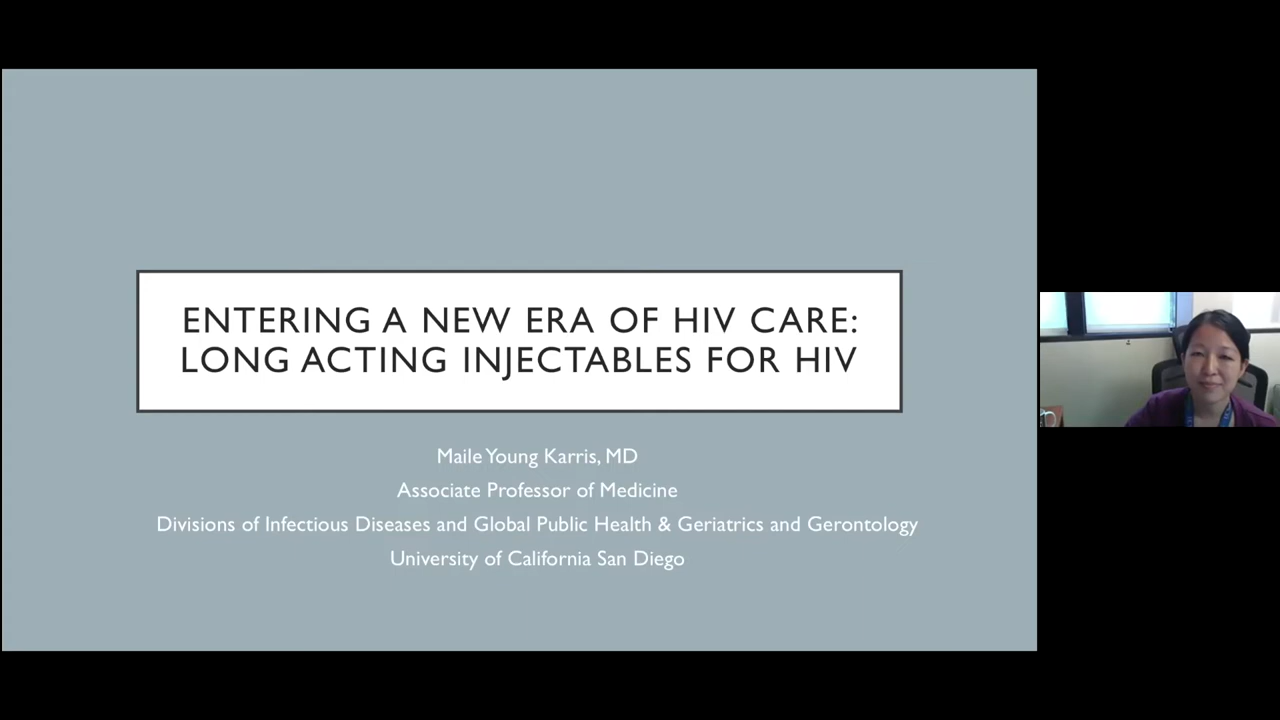 ENTERING A NEW ERA OF HIV CARE:
LONG ACTING INJECTABLES FOR HIV
Maile Young Karris, MD
Associate Professor of Medicine
Divisions of Infectious Diseases and Global Public Health & Geriatrics and Gerontology
University of California San Diego